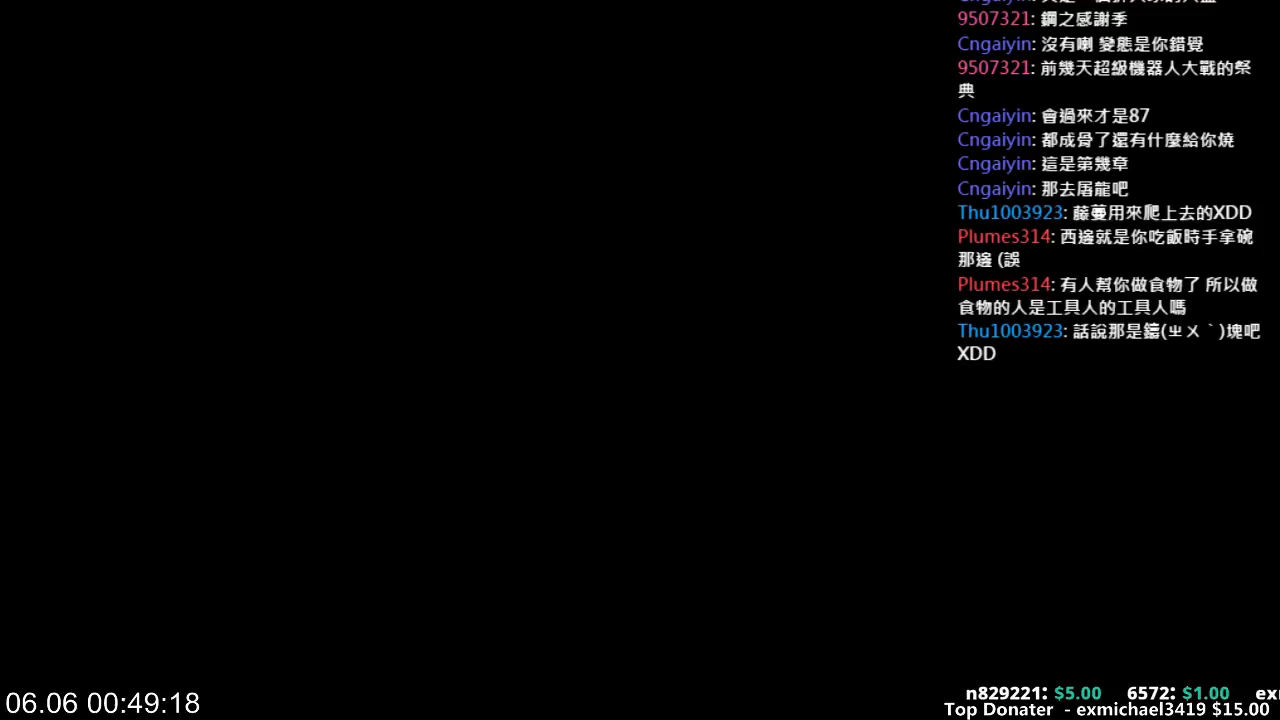 9507321: 鋼之感謝季
Cngaiyin: 沒有喇 變態是你錯覺
9507321: 前幾天超級機器人大戰的祭
典
Cngaiyin: 會過來才是87
Cngaiyin: 都成骨了還有什麼給你燒
Cngaiyin: 這是第幾章
Cngaiyin: 那去屠龍吧
Thu1003923: 藤蔓用來爬上去的XDD
Plumes314: 西邊就是你吃飯時手拿碗
那邊 (誤
Plumes314: 有人幫你做食物了 所以做
食物的人是工具人的工具人嗎
Thu1003923: 話說那是鑄(ㄓㄨˋ)塊吧
XDD
06.06 00:49:18
n829221: $5.00 6572: $1.00
Top Donater - exmichael3419 $15.00